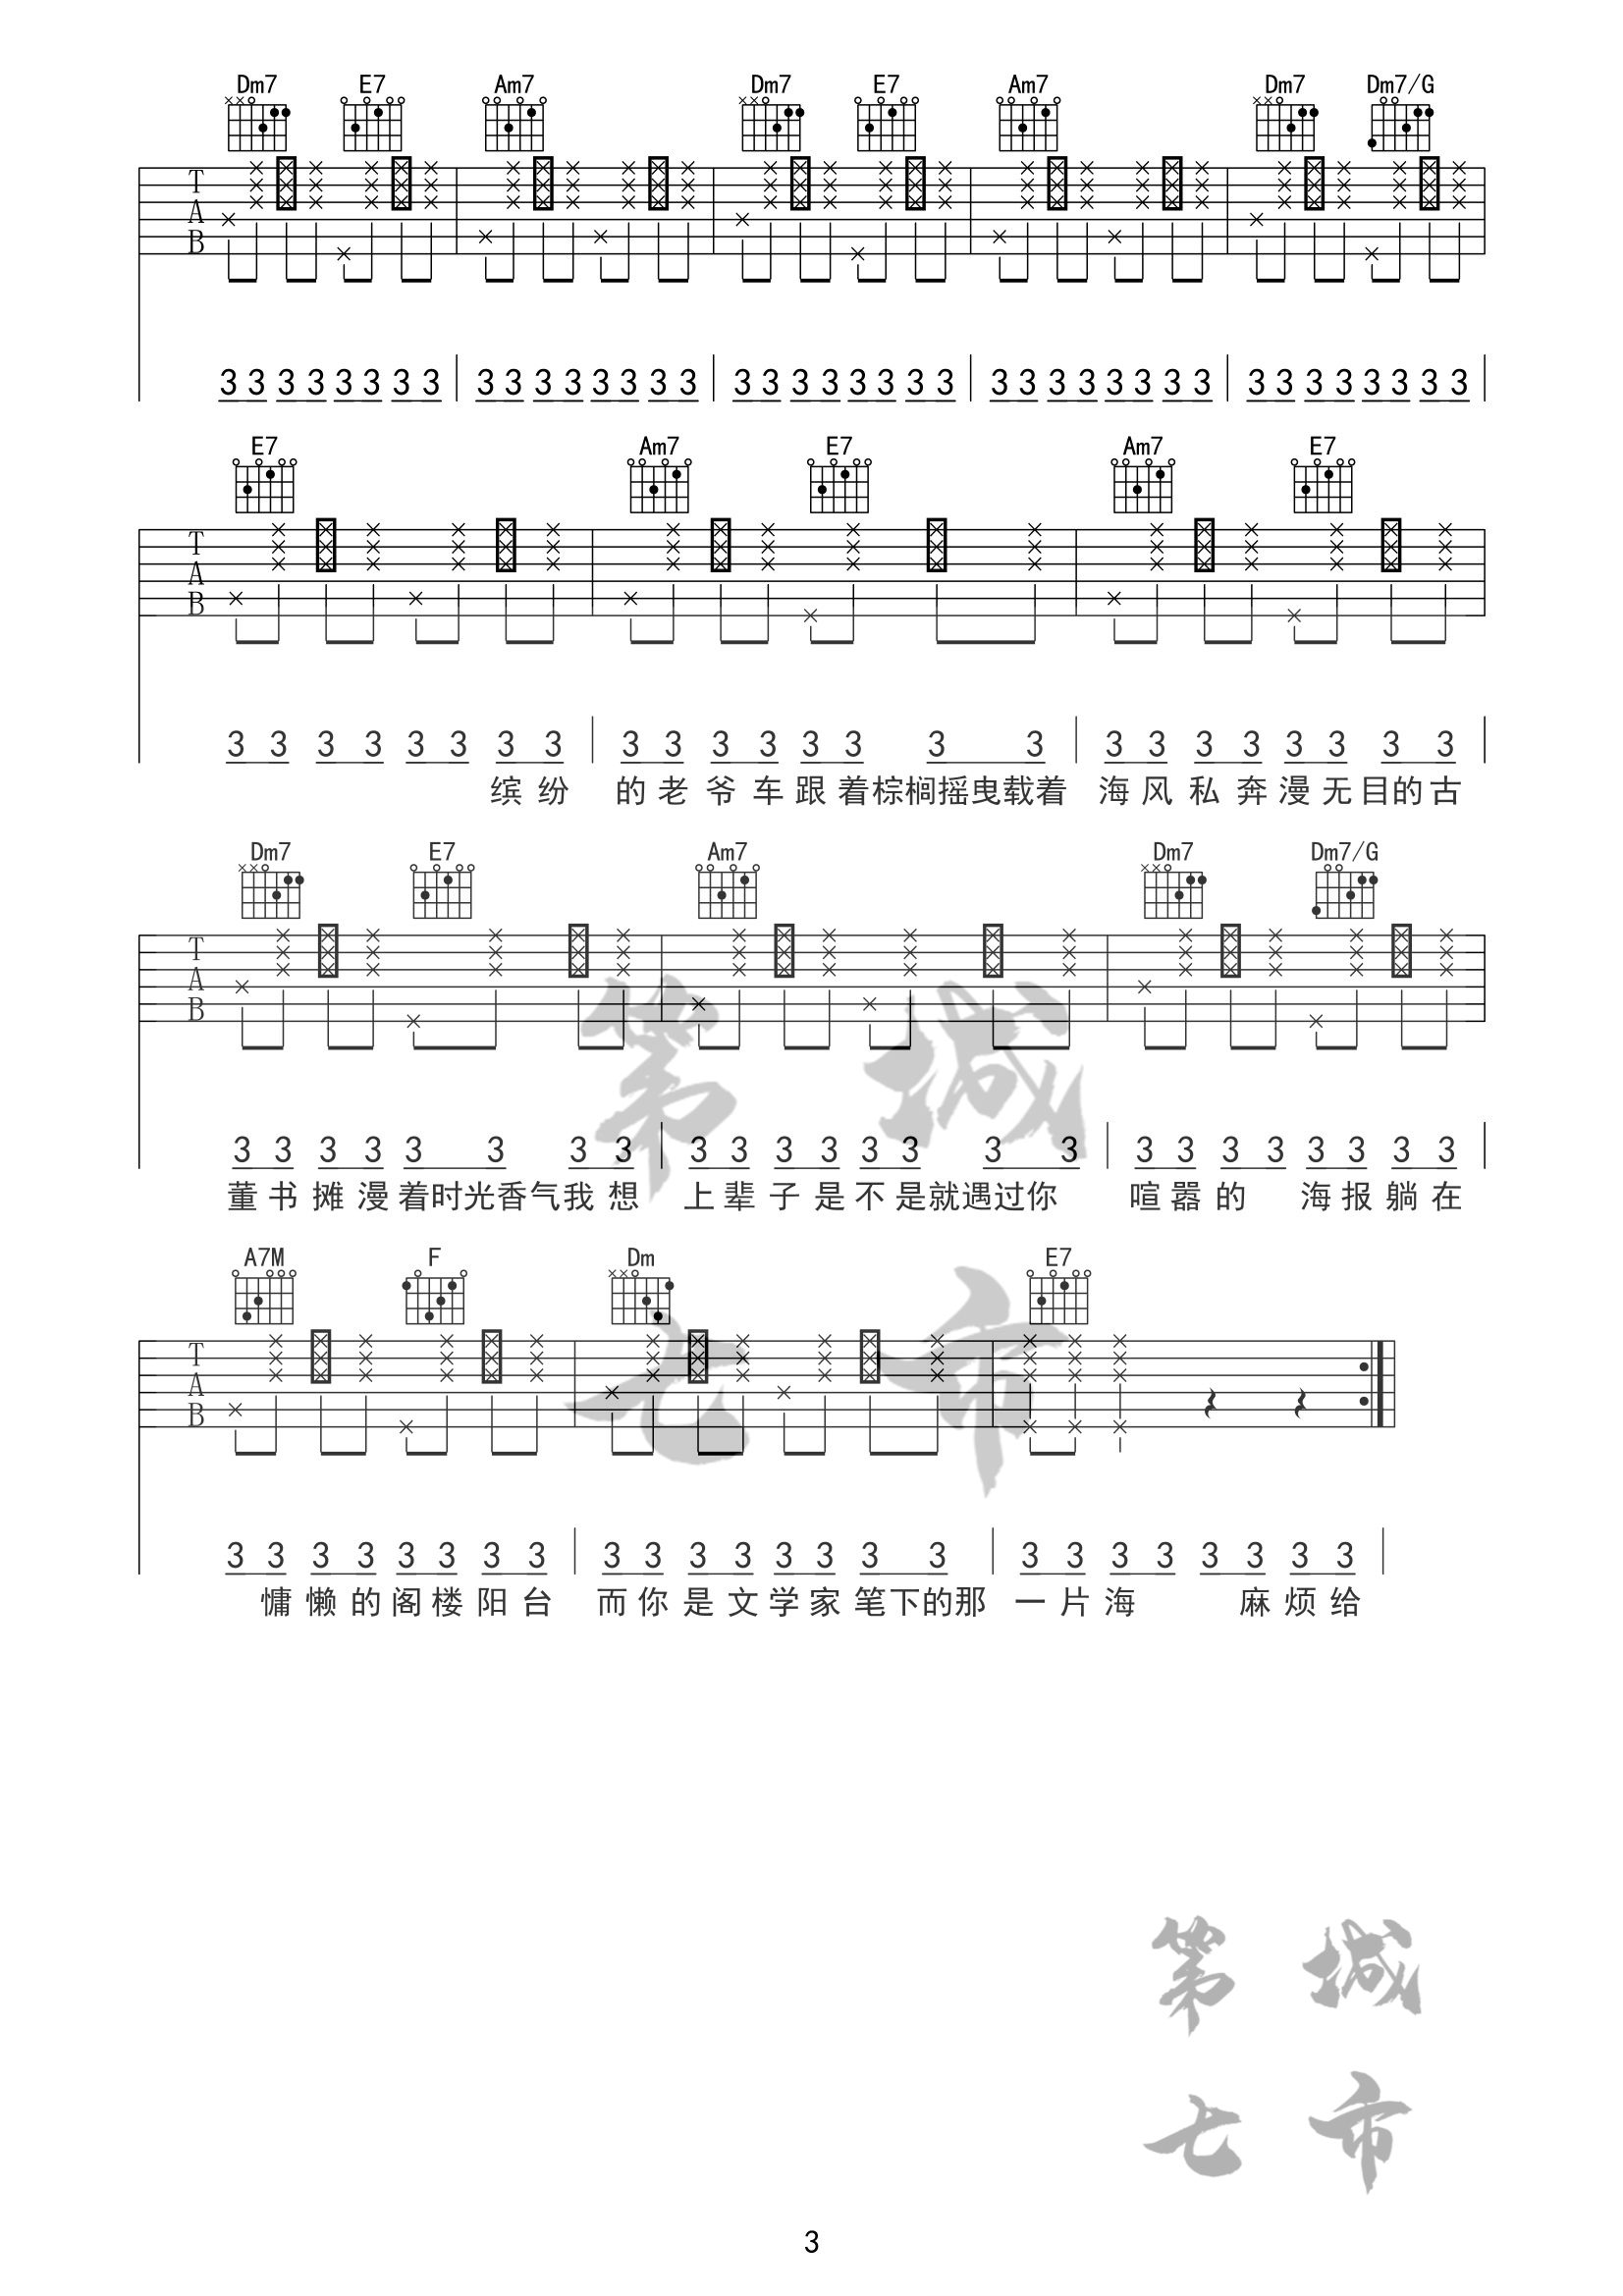 Dm7 E7 Am7 Dm7 E7 Am7 Dm7 Dm7/G
T A B
3 3 3 3 3 3 3 3 3 3 3 3 3 3 3 3 3 3 3 3 3 3 3 3 3 3 3 3 3 3 3 3 3 3 3 3 3 3 3 3
E7 Am7 E7 Am7 E7
T A B
3 3 3 3 3 3 3 3 3 3 3 3 3 3 3 3 3 3 3 3 3 3 3 3
缤纷 的老爷车跟着棕榈摇曳载着 海风私奔漫无目的古
Dm7 E7 Am7 Dm7 Dm7/G
T A B
3 3 3 3 3 3 3 3 3 3 3 3 3 3 3 3 3 3 3 3 3 3 3 3
董书摊漫着时光香气我想 上辈子是不是就遇过你 喧嚣的 海报躺在
第 城
A7M F Dm E7
T A B
七 市
3 3 3 3 3 3 3 3 3 3 3 3 3 3 3 3 3 3 3 3 3 3 3 3
慵懒的阁楼阳台 而你是文学家笔下的那 一片海 麻烦给
第 城
七 市
3